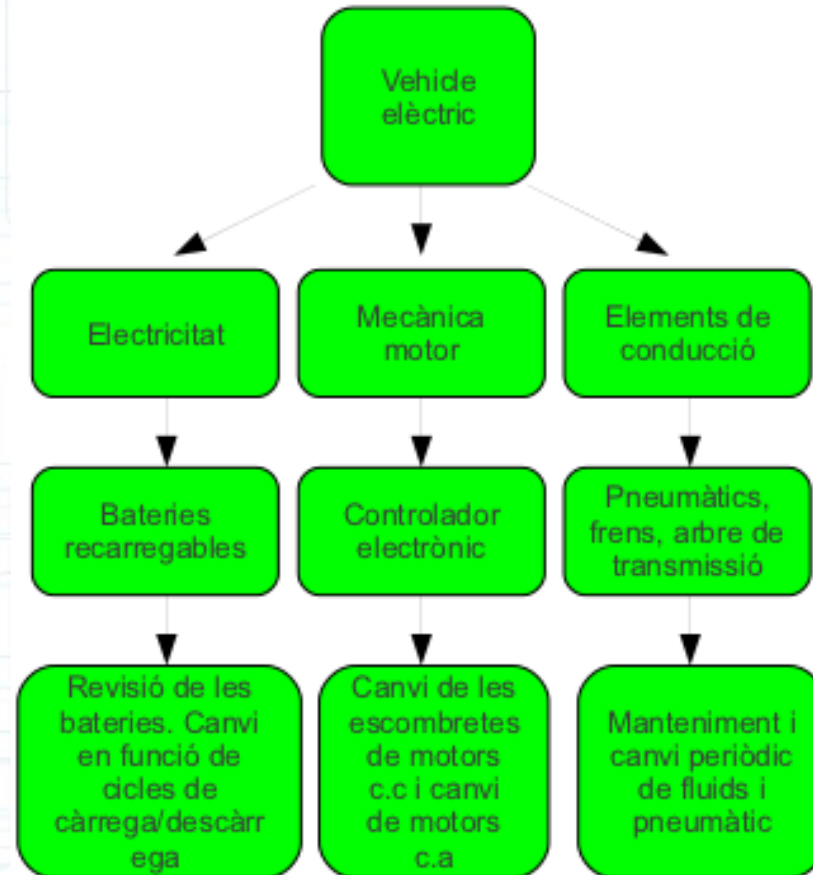 Vehicle
elèctric
Electricitat
Mecànica
motor
Elements de
conducció
Bateries
recarregables
Controlador
electrònic
Pneumàtics,
frens, arbre de
transmissió
Revisió de les
bateries. Canvi
en funció de
cicles de
càrrega/descàrr
ega
Canvi de les
escombretes
de motors
c.c i canvi
de motors
c.a
Manteniment i
canvi periòdic
de fluids i
pneumàtic